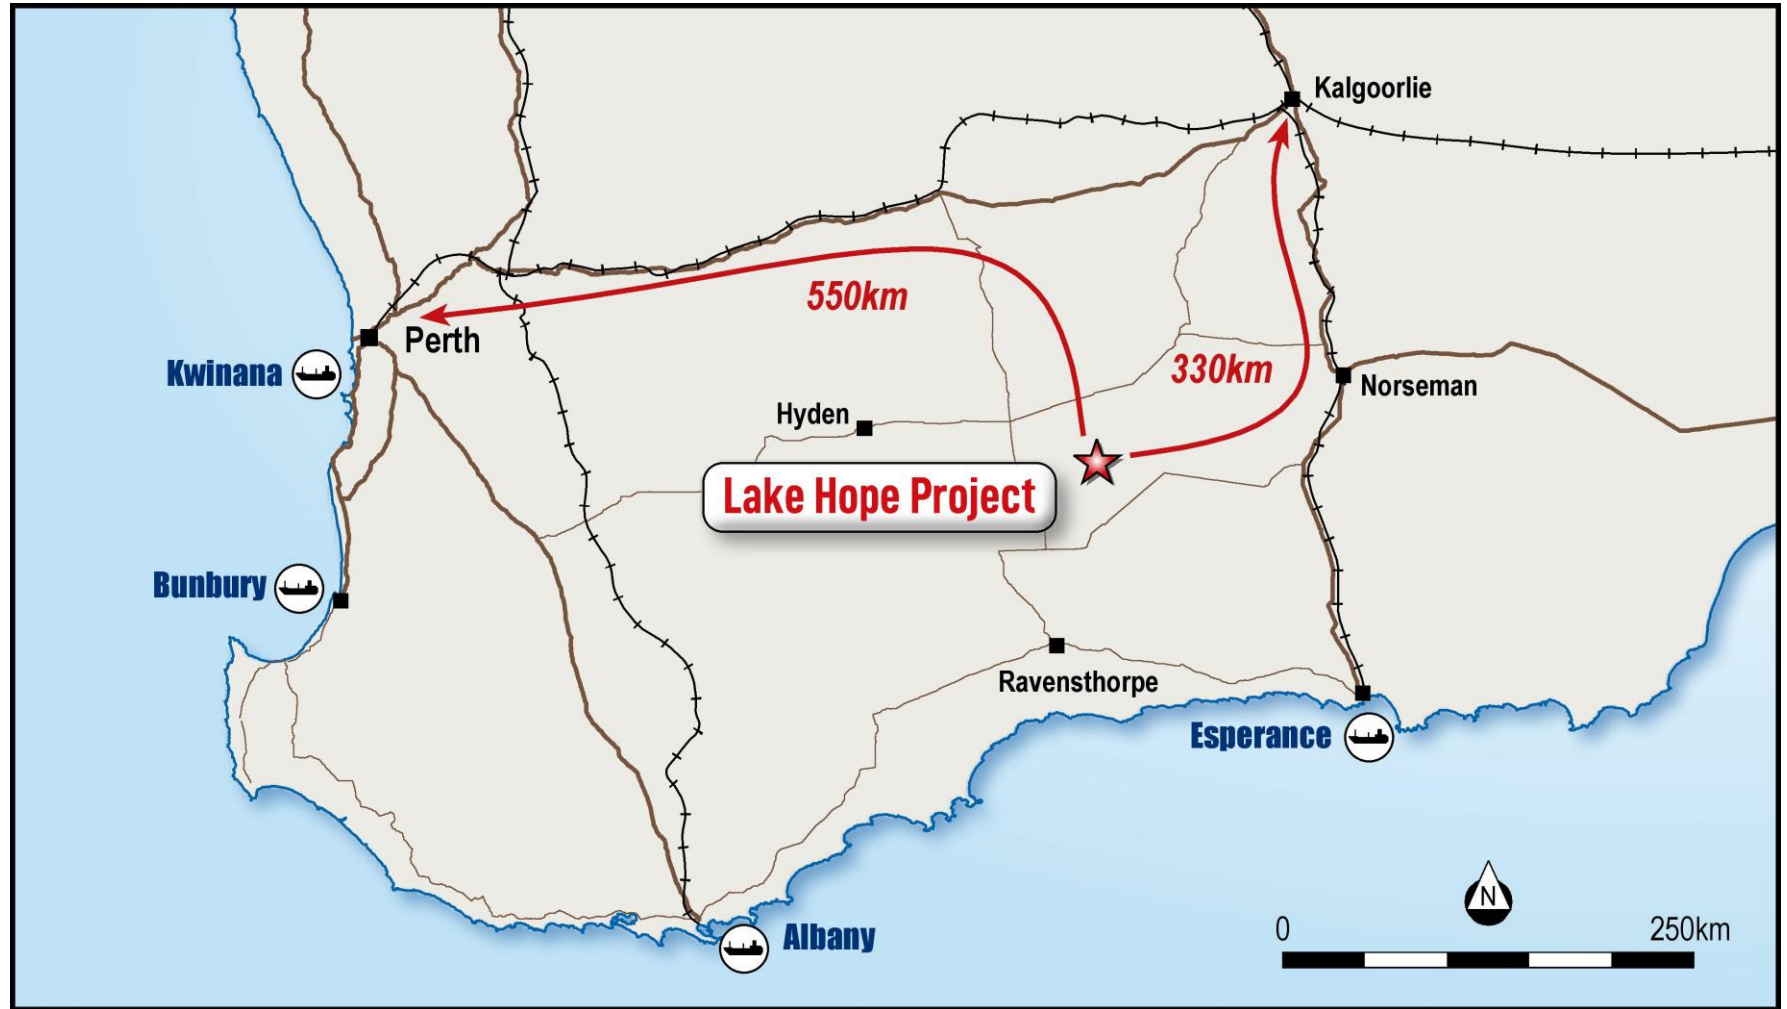 Kalgoorlie
550km
Perth
Kwinana
330km
Norseman
Hyden
Lake Hope Project
Bunbury
Ravensthorpe
Esperance
Albany
N
0 250km